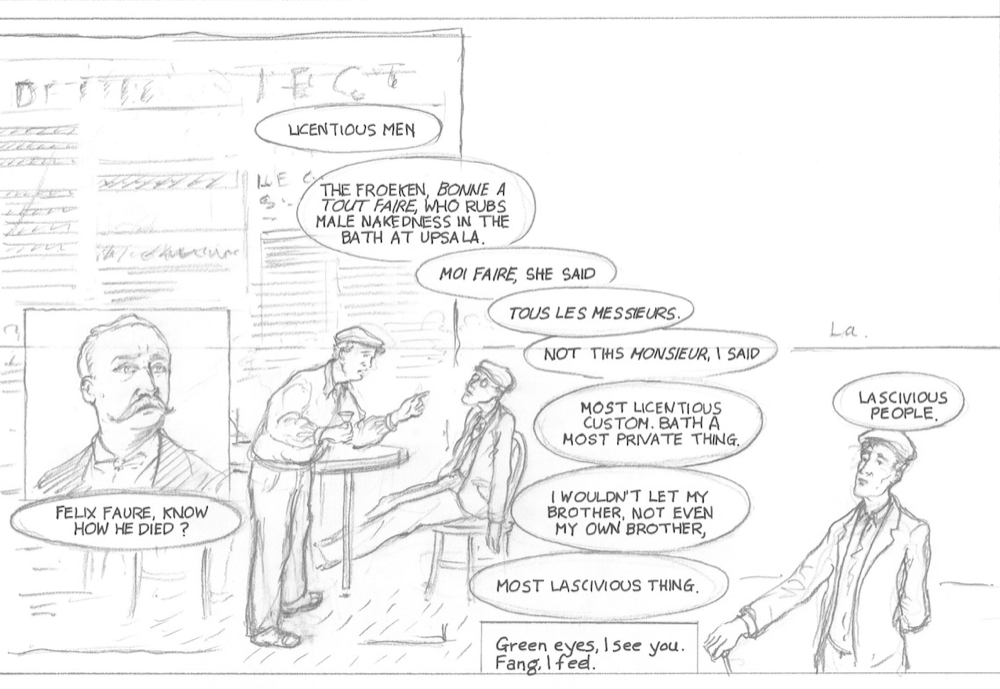 LICENTIOUS MEN
THE FROEKEN, BONNE A
TOUT FAIRE, WHO RUBS
MALE NAKEDNESS IN THE
BATH AT UPSALA.
MOI FAIRE, SHE SAID
TOUS LES MESSIEURS.
NOT THIS MONSIEUR, I SAID
MOST LICENTIOUS
CUSTOM. BATH A
MOST PRIVATE THING.
I WOULDN'T LET MY
BROTHER, NOT EVEN
MY OWN BROTHER,
MOST LASCIVIOUS THING.
FELIX FAURE, KNOW
HOW HE DIED ?
La.
LASCIVIOUS
PEOPLE.
Green eyes, I see you.
Fang, I feel.